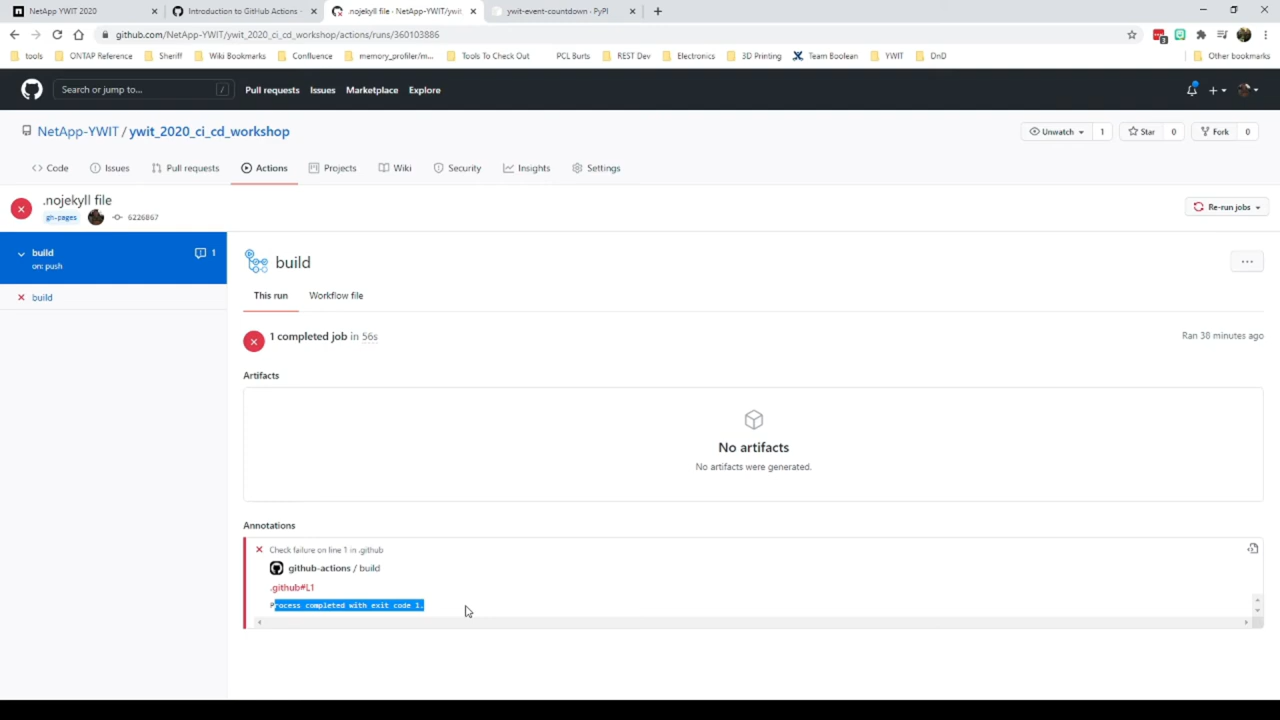 NetApp YWIT 2020
Introduction to GitHub Actions -
.nojekyll file · NetApp-YWIT/ywit
ywit-event-countdown · PyPI
github.com/NetApp-YWIT/ywit_2020_ci_cd_workshop/actions/runs/360103886
3
tools
ONTAP Reference
Sheriff
Wiki Bookmarks
Confluence
memory_profiler/m...
Tools To Check Out
PCL Burts
REST Dev
Electronics
3D Printing
Team Boolean
YWIT
DnD
Other bookmarks
Search or jump to...
/
Pull requests
Issues
Marketplace
Explore
NetApp-YWIT / ywit_2020_ci_cd_workshop
Unwatch
1
Star
0
Fork
0
Code
Issues
Pull requests
Actions
Projects
Wiki
Security
Insights
Settings
.nojekyll file
gh-pages
6226867
Re-run jobs
build
1
on: push
build
build
...
This run
Workflow file
1 completed job in 56s
Ran 38 minutes ago
Artifacts
No artifacts
No artifacts were generated.
Annotations
Check failure on line 1 in .github
github-actions / build
.github#L1
Process completed with exit code 1.